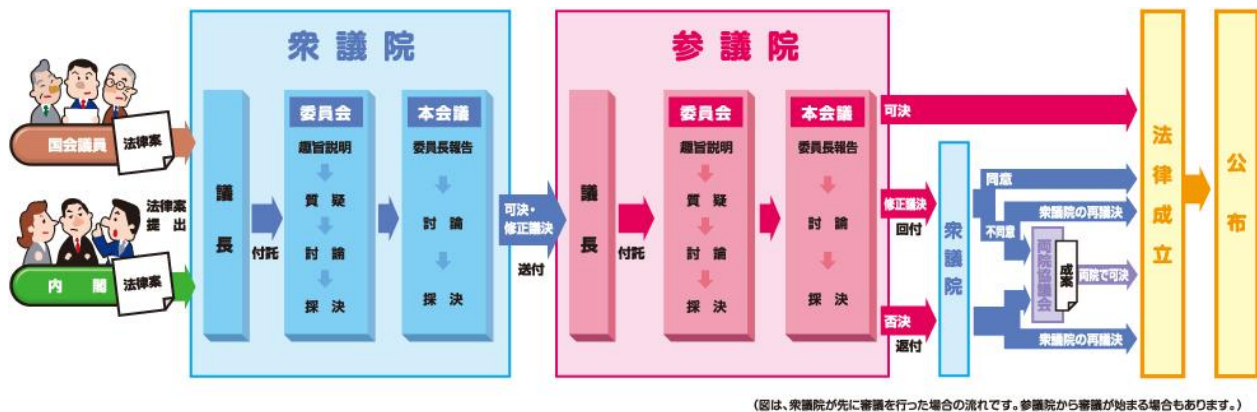 国会議員
法律案
法律案
提出
内閣
法律案
衆議院
議長
付託
委員会
趣旨説明
質疑
討論
採決
本会議
委員長報告
討論
採決
可決・
修正議決
送付
参議院
議長
付託
委員会
趣旨説明
質疑
討論
採決
本会議
委員長報告
討論
採決
可決
修正議決
回付
否決
返付
衆議院
同意
不同意
衆議院の再議決
両院協議会
成案
両院で可決
衆議院の再議決
法律成立
公布
(図は、衆議院が先に審議を行った場合の流れです。参議院から審議が始まる場合もあります。)